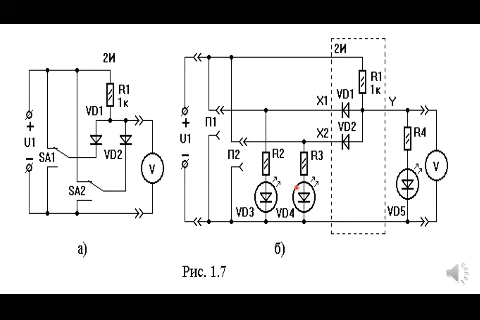 2И
R1
1к
VD1
+
U1
−
SA1
VD2
SA2
V
а)
2И
R1
1к
X1
VD1
Y
+
U1
−
П1
X2
VD2
П2
R2
R3
R4
V
VD3
VD4
VD5
б)
Рис. 1.7